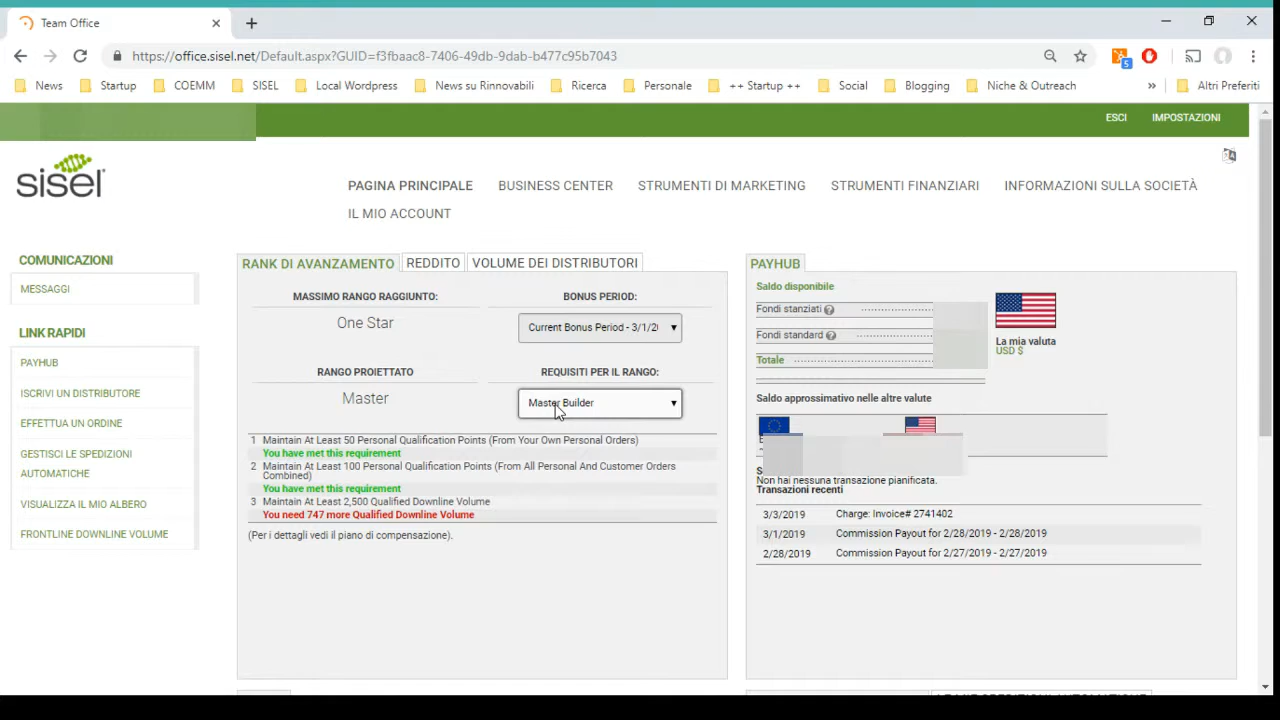 Team Office
https://office.sisel.net/Default.aspx?GUID=f3fbaac8-7406-49db-9dab-b477c95b7043
5
News
Startup
COEMM
SISEL
Local Wordpress
News su Rinnovabili
Ricerca
Personale
++ Startup ++
Social
Blogging
Niche & Outreach
»
Altri Preferiti
ESCI
IMPOSTAZIONI
sisel
PAGINA PRINCIPALE
BUSINESS CENTER
STRUMENTI DI MARKETING
STRUMENTI FINANZIARI
INFORMAZIONI SULLA SOCIETÀ
IL MIO ACCOUNT
COMUNICAZIONI
MESSAGGI
LINK RAPIDI
PAYHUB
ISCRIVI UN DISTRIBUTORE
EFFETTUA UN ORDINE
GESTISCI LE SPEDIZIONI
AUTOMATICHE
VISUALIZZA IL MIO ALBERO
FRONTLINE DOWNLINE VOLUME
RANK DI AVANZAMENTO
REDDITO
VOLUME DEI DISTRIBUTORI
MASSIMO RANGO RAGGIUNTO:
BONUS PERIOD:
One Star
Current Bonus Period - 3/1/2
RANGO PROIETTATO
REQUISITI PER IL RANGO:
Master
Master Builder
1 Maintain At Least 50 Personal Qualification Points (From Your Own Personal Orders)
You have met this requirement
2 Maintain At Least 100 Personal Qualification Points (From All Personal And Customer Orders
Combined)
You have met this requirement
3 Maintain At Least 2,500 Qualified Downline Volume
You need 747 more Qualified Downline Volume
(Per i dettagli vedi il piano di compensazione).
PAYHUB
Saldo disponibile
Fondi stanziati
Fondi standard
Totale
La mia valuta
USD $
Saldo approssimativo nelle altre valute
Non hai nessuna transazione pianificata.
Transazioni recenti
3/3/2019 Charge: Invoice# 2741402
3/1/2019 Commission Payout for 2/28/2019 - 2/28/2019
2/28/2019 Commission Payout for 2/27/2019 - 2/27/2019